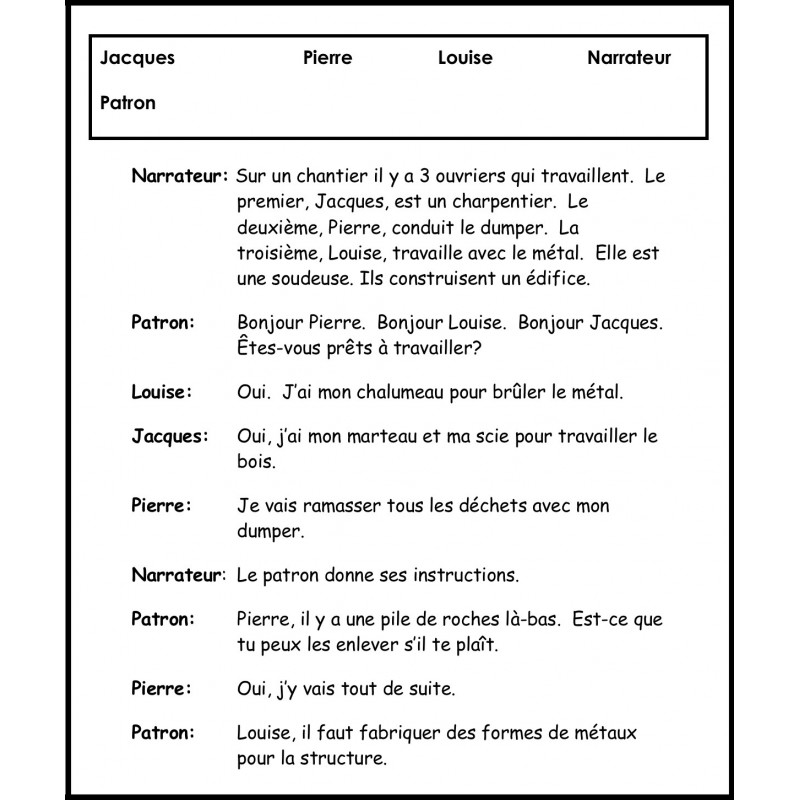 Jacques Pierre Louise Narrateur
Patron
Narrateur: Sur un chantier il y a 3 ouvriers qui travaillent. Le
premier, Jacques, est un charpentier. Le
deuxième, Pierre, conduit le dumper. La
troisième, Louise, travaille avec le métal. Elle est
une soudeuse. Ils construisent un édifice.
Patron: Bonjour Pierre. Bonjour Louise. Bonjour Jacques.
Êtes-vous prêts à travailler?
Louise: Oui. J'ai mon chalumeau pour brûler le métal.
Jacques: Oui, j'ai mon marteau et ma scie pour travailler le
bois.
Pierre: Je vais ramasser tous les déchets avec mon
dumper.
Narrateur: Le patron donne ses instructions.
Patron: Pierre, il y a une pile de roches là-bas. Est-ce que
tu peux les enlever s'il te plaît.
Pierre: Oui, j'y vais tout de suite.
Patron: Louise, il faut fabriquer des formes de métaux
pour la structure.